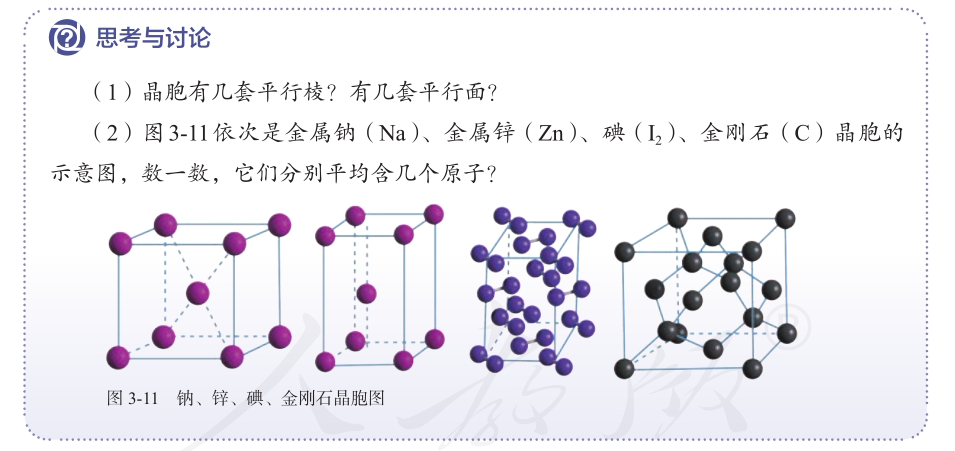 思考与讨论
（1）晶胞有几套平行棱？有几套平行面？
（2）图3-11依次是金属钠（Na）、金属锌（Zn）、碘（I₂）、金刚石（C）晶胞的
示意图，数一数，它们分别平均含几个原子？
图 3-11 钠、锌、碘、金刚石晶胞图
人教版®